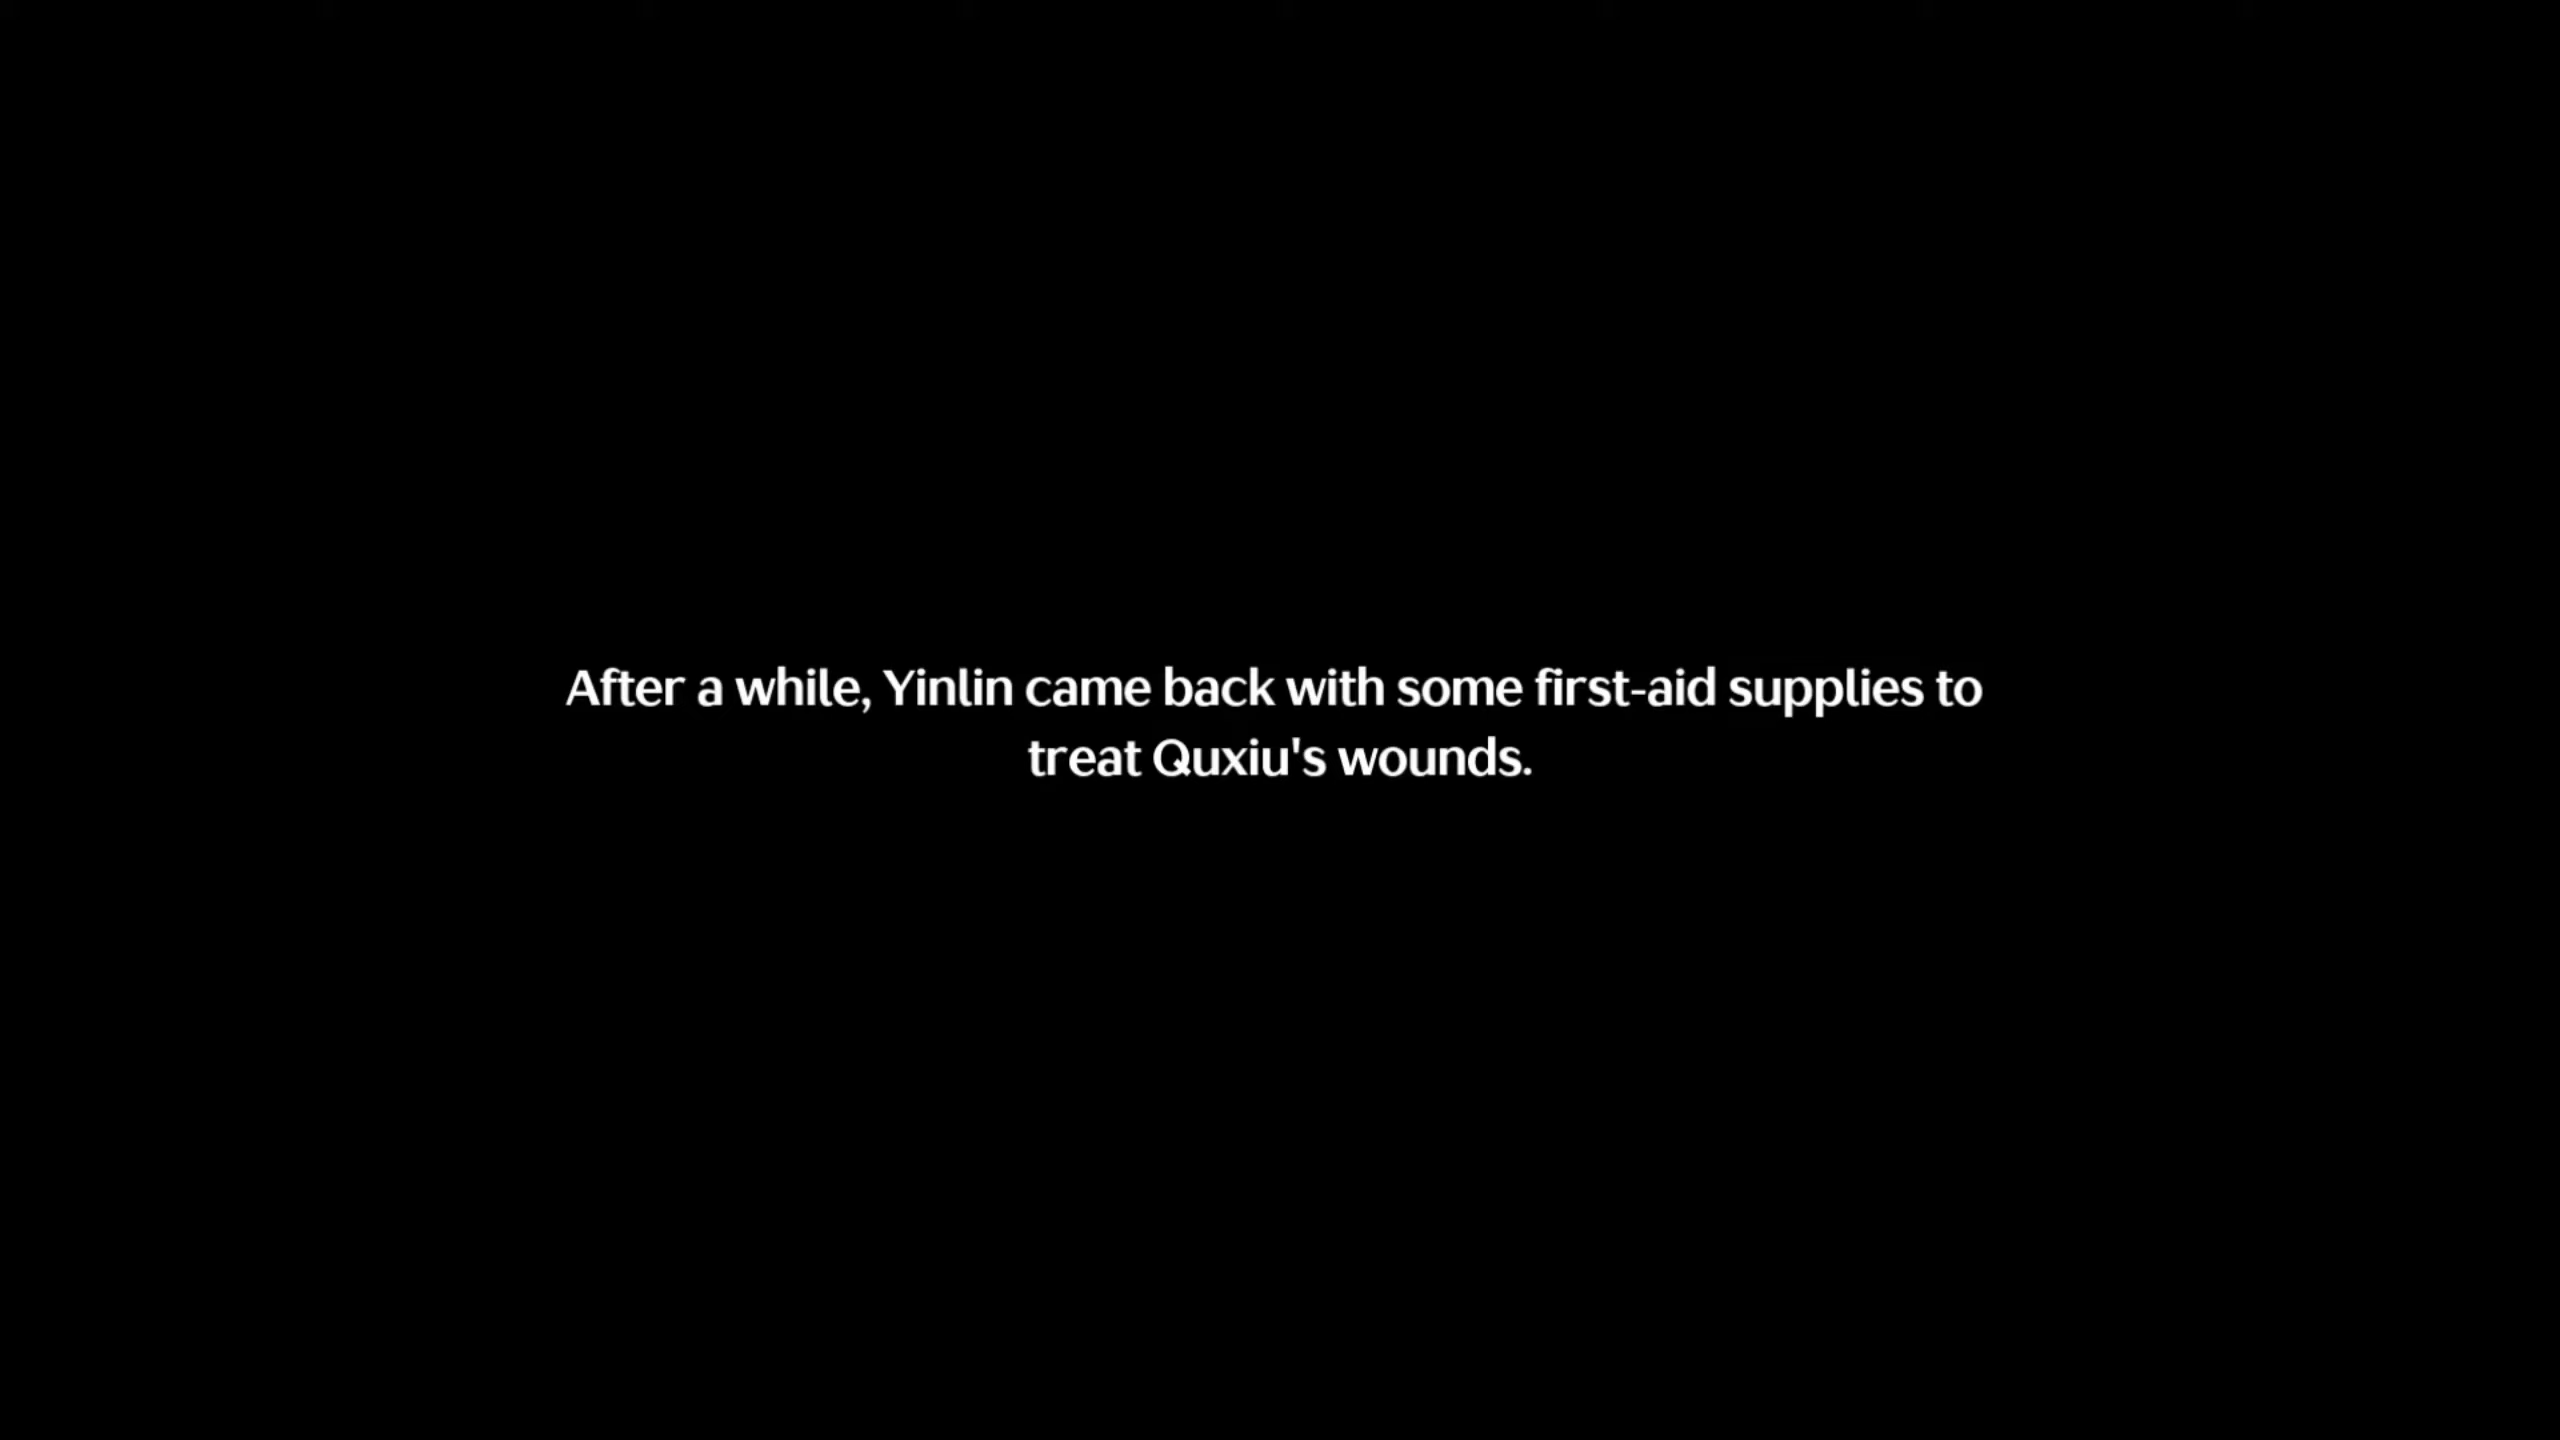 After a while, Yinlin came back with some first-aid supplies to
treat Quxiu's wounds.